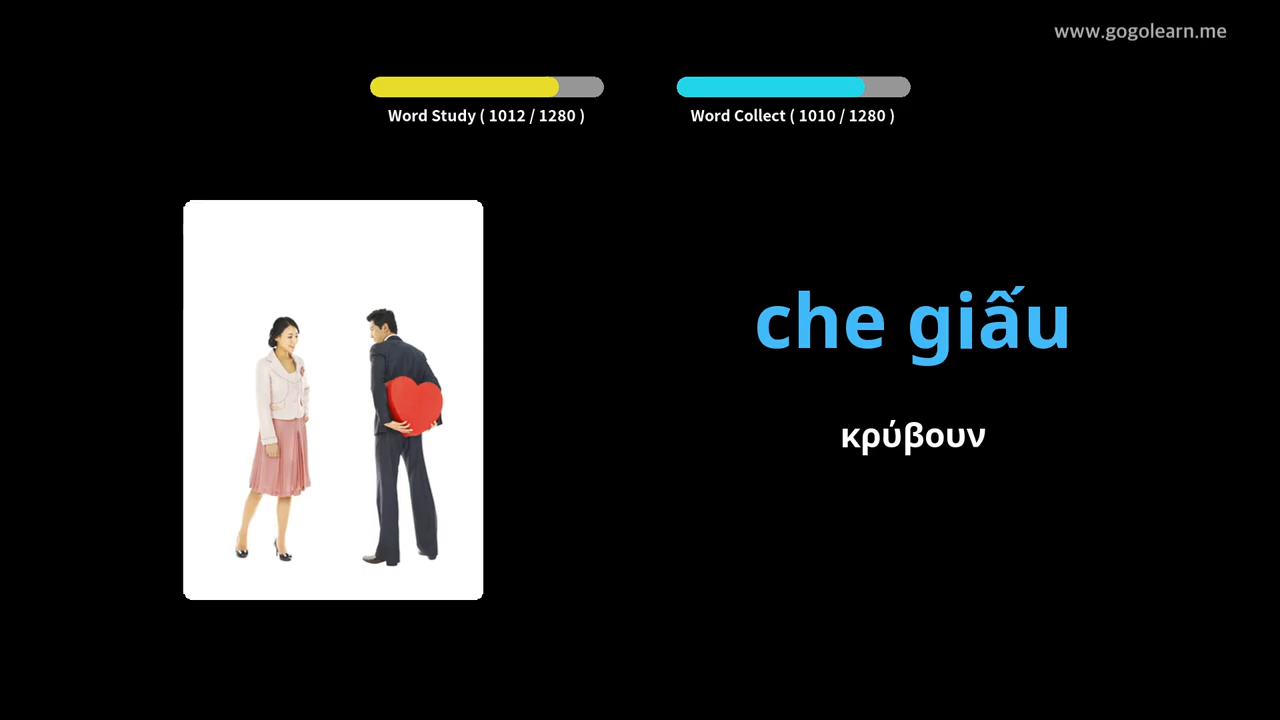 www.gogolearn.me
Word Study ( 1012 / 1280 )
Word Collect ( 1010 / 1280 )
che giấu
κρύβουν